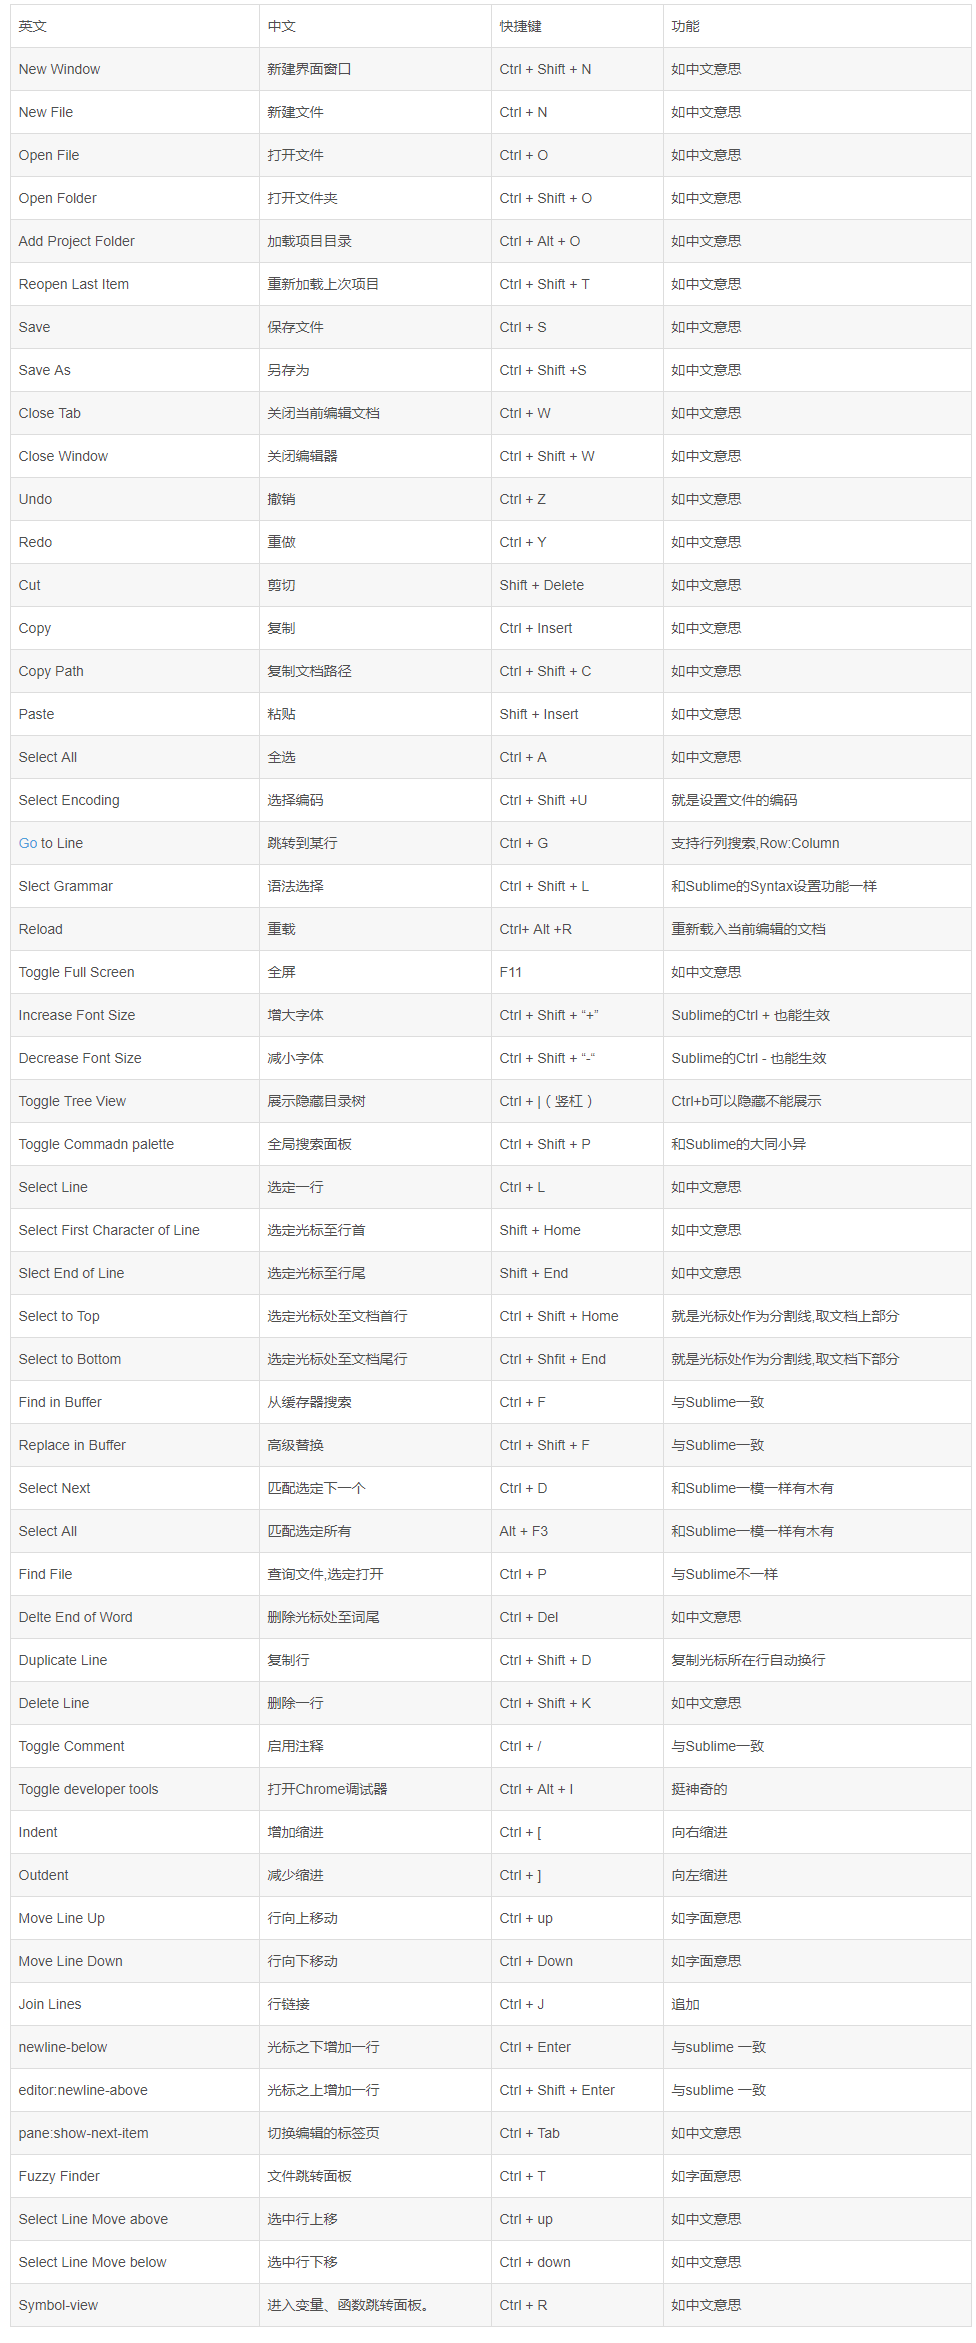 英文 中文 快捷键 功能
New Window 新建界面窗口 Ctrl + Shift + N 如中文意思
New File 新建文件 Ctrl + N 如中文意思
Open File 打开文件 Ctrl + O 如中文意思
Open Folder 打开文件夹 Ctrl + Shift + O 如中文意思
Add Project Folder 加载项目目录 Ctrl + Alt + O 如中文意思
Reopen Last Item 重新加载上次项目 Ctrl + Shift + T 如中文意思
Save 保存文件 Ctrl + S 如中文意思
Save As 另存为 Ctrl + Shift +S 如中文意思
Close Tab 关闭当前编辑文档 Ctrl + W 如中文意思
Close Window 关闭编辑器 Ctrl + Shift + W 如中文意思
Undo 撤销 Ctrl + Z 如中文意思
Redo 重做 Ctrl + Y 如中文意思
Cut 剪切 Shift + Delete 如中文意思
Copy 复制 Ctrl + Insert 如中文意思
Copy Path 复制文档路径 Ctrl + Shift + C 如中文意思
Paste 粘贴 Shift + Insert 如中文意思
Select All 全选 Ctrl + A 如中文意思
Select Encoding 选择编码 Ctrl + Shift +U 就是设置文件的编码
Go to Line 跳转到某行 Ctrl + G 支持行列搜索,Row:Column
Slect Grammar 语法选择 Ctrl + Shift + L 和Sublime的Syntax设置功能一样
Reload 重载 Ctrl+ Alt +R 重新载入当前编辑的文档
Toggle Full Screen 全屏 F11 如中文意思
Increase Font Size 增大字体 Ctrl + Shift + “+” Sublime的Ctrl + 也能生效
Decrease Font Size 减小字体 Ctrl + Shift + “-“ Sublime的Ctrl - 也能生效
Toggle Tree View 展示隐藏目录树 Ctrl + |（竖杠） Ctrl+b可以隐藏不能展示
Toggle Commadn palette 全局搜索面板 Ctrl + Shift + P 和Sublime的大同小异
Select Line 选定一行 Ctrl + L 如中文意思
Select First Character of Line 选定光标至行首 Shift + Home 如中文意思
Slect End of Line 选定光标至行尾 Shift + End 如中文意思
Select to Top 选定光标处至文档首行 Ctrl + Shift + Home 就是光标处作为分割线,取文档上部分
Select to Bottom 选定光标处至文档尾行 Ctrl + Shfit + End 就是光标处作为分割线,取文档下部分
Find in Buffer 从缓存器搜索 Ctrl + F 与Sublime一致
Replace in Buffer 高级替换 Ctrl + Shift + F 与Sublime一致
Select Next 匹配选定下一个 Ctrl + D 和Sublime一模一样有木有
Select All 匹配选定所有 Alt + F3 和Sublime一模一样有木有
Find File 查询文件,选定打开 Ctrl + P 与Sublime不一样
Delte End of Word 删除光标处至词尾 Ctrl + Del 如中文意思
Duplicate Line 复制行 Ctrl + Shift + D 复制光标所在行自动换行
Delete Line 删除一行 Ctrl + Shift + K 如中文意思
Toggle Comment 启用注释 Ctrl + / 与Sublime一致
Toggle developer tools 打开Chrome调试器 Ctrl + Alt + I 挺神奇的
Indent 增加缩进 Ctrl + [ 向右缩进
Outdent 减少缩进 Ctrl + ] 向左缩进
Move Line Up 行向上移动 Ctrl + up 如字面意思
Move Line Down 行向下移动 Ctrl + Down 如字面意思
Join Lines 行链接 Ctrl + J 追加
newline-below 光标之下增加一行 Ctrl + Enter 与sublime 一致
editor:newline-above 光标之上增加一行 Ctrl + Shift + Enter 与sublime 一致
pane:show-next-item 切换编辑的标签页 Ctrl + Tab 如中文意思
Fuzzy Finder 文件跳转面板 Ctrl + T 如字面意思
Select Line Move above 选中行上移 Ctrl + up 如中文意思
Select Line Move below 选中行下移 Ctrl + down 如中文意思
Symbol-view 进入变量、函数跳转面板。 Ctrl + R 如中文意思